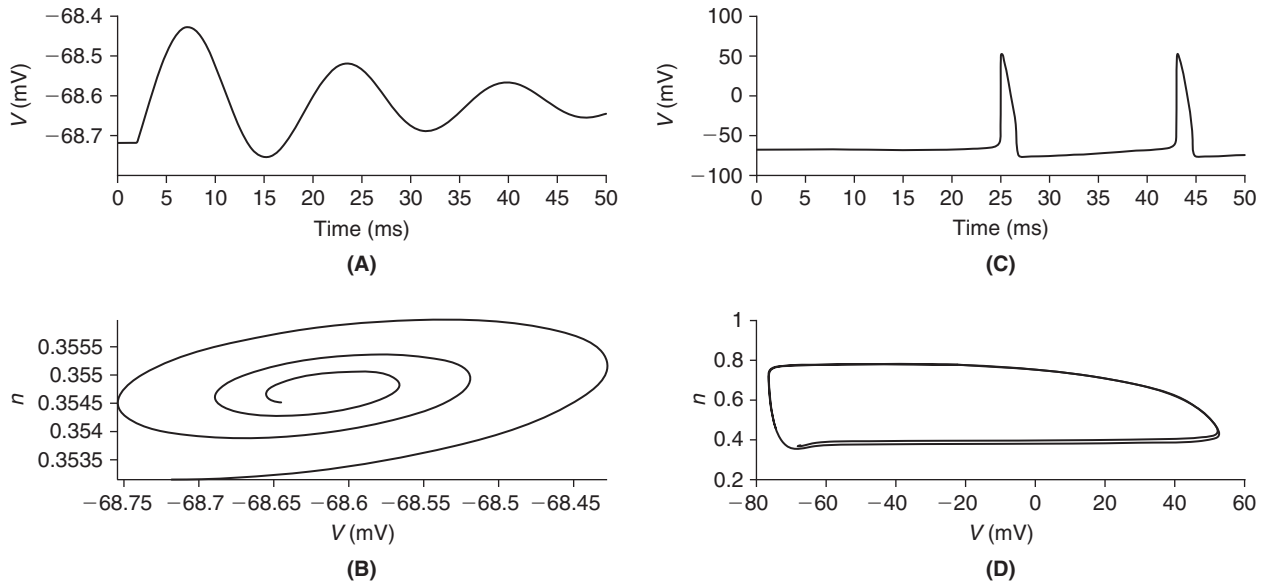 −68.4
−68.5
−68.6
−68.7
V (mV)
0 5 10 15 20 25 30 35 40 45 50
Time (ms)
(A)
100
50
0
−50
−100
V (mV)
0 5 10 15 20 25 30 35 40 45 50
Time (ms)
(C)
0.3555
0.355
0.3545
0.354
0.3535
n
−68.75 −68.7 −68.65 −68.6 −68.55 −68.5 −68.45
V (mV)
(B)
1
0.8
0.6
0.4
0.2
n
−80 −60 −40 −20 0 20 40 60
V (mV)
(D)